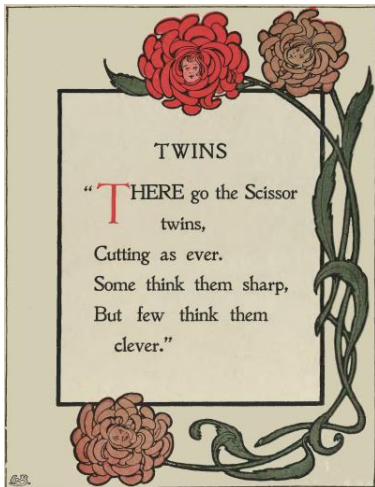 TWINS
“THERE go the Scissor
twins,
Cutting as ever.
Some think them sharp,
But few think them
clever.”